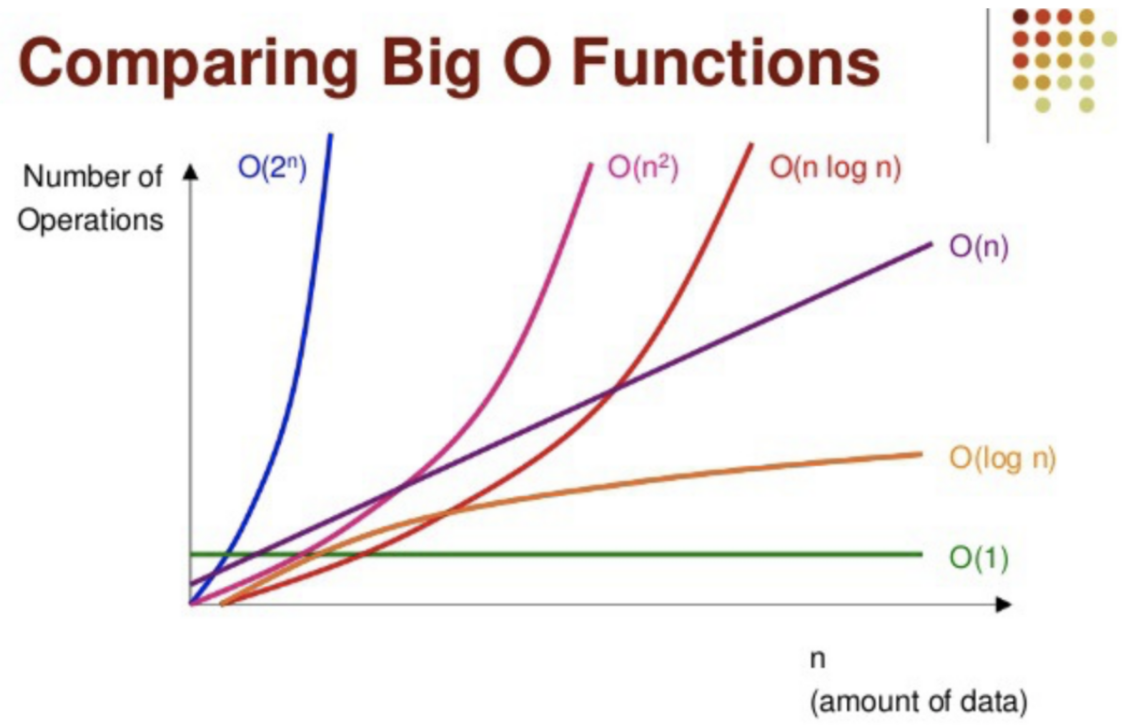 Comparing Big O Functions
Number of
Operations
O(2ⁿ)
O(n²)
O(n log n)
O(n)
O(log n)
O(1)
n
(amount of data)